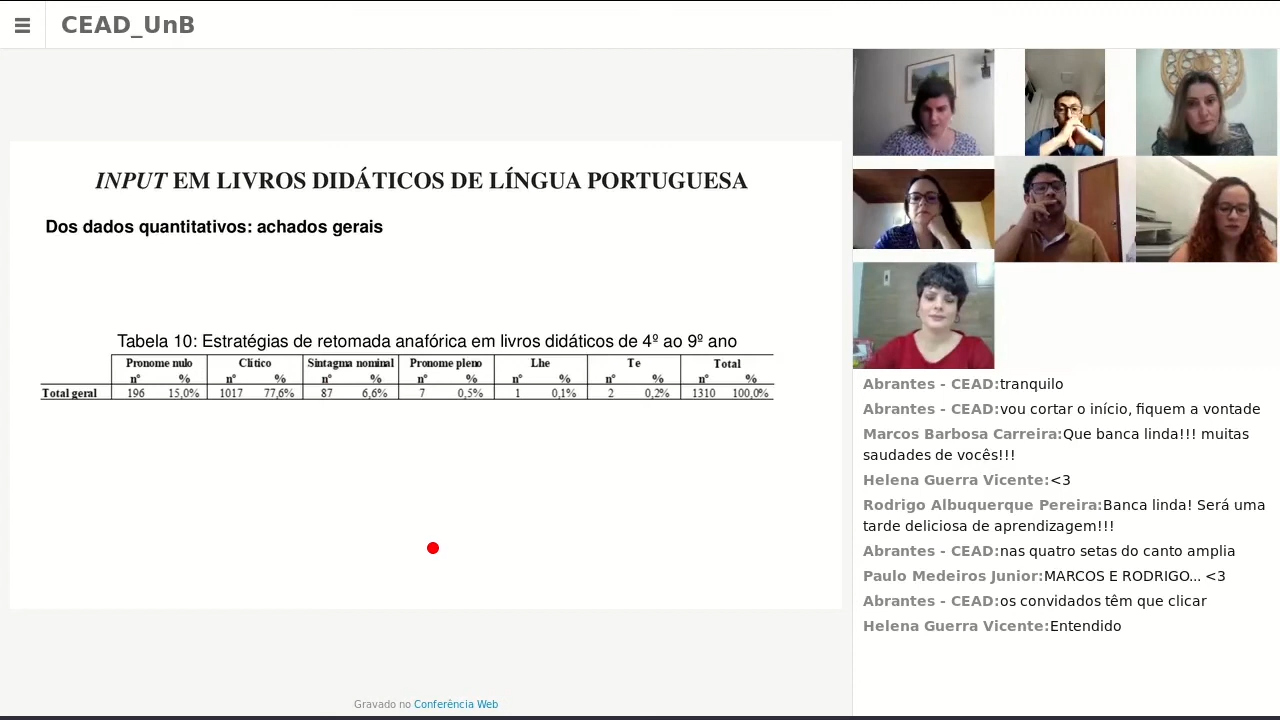 CEAD_UnB
INPUT EM LIVROS DIDÁTICOS DE LÍNGUA PORTUGUESA
Dos dados quantitativos: achados gerais
Tabela 10: Estratégias de retomada anafórica em livros didáticos de 4º ao 9º ano
Pronome nulo Clítico Sintagma nominal Pronome pleno Lhe Te Total
nº % nº % nº % nº % nº % nº % nº %
Total geral 196 15,0% 1017 77,6% 87 6,6% 7 0,5% 1 0,1% 2 0,2% 1310 100,0%
Gravado no Conferência Web
Abrantes - CEAD:tranquilo
Abrantes - CEAD:vou cortar o início, fiquem a vontade
Marcos Barbosa Carreira:Que banca linda!!! muitas
saudades de vocês!!!
Helena Guerra Vicente:<3
Rodrigo Albuquerque Pereira:Banca linda! Será uma
tarde deliciosa de aprendizagem!!!
Abrantes - CEAD:nas quatro setas do canto amplia
Paulo Medeiros Junior:MARCOS E RODRIGO... <3
Abrantes - CEAD:os convidados têm que clicar
Helena Guerra Vicente:Entendido